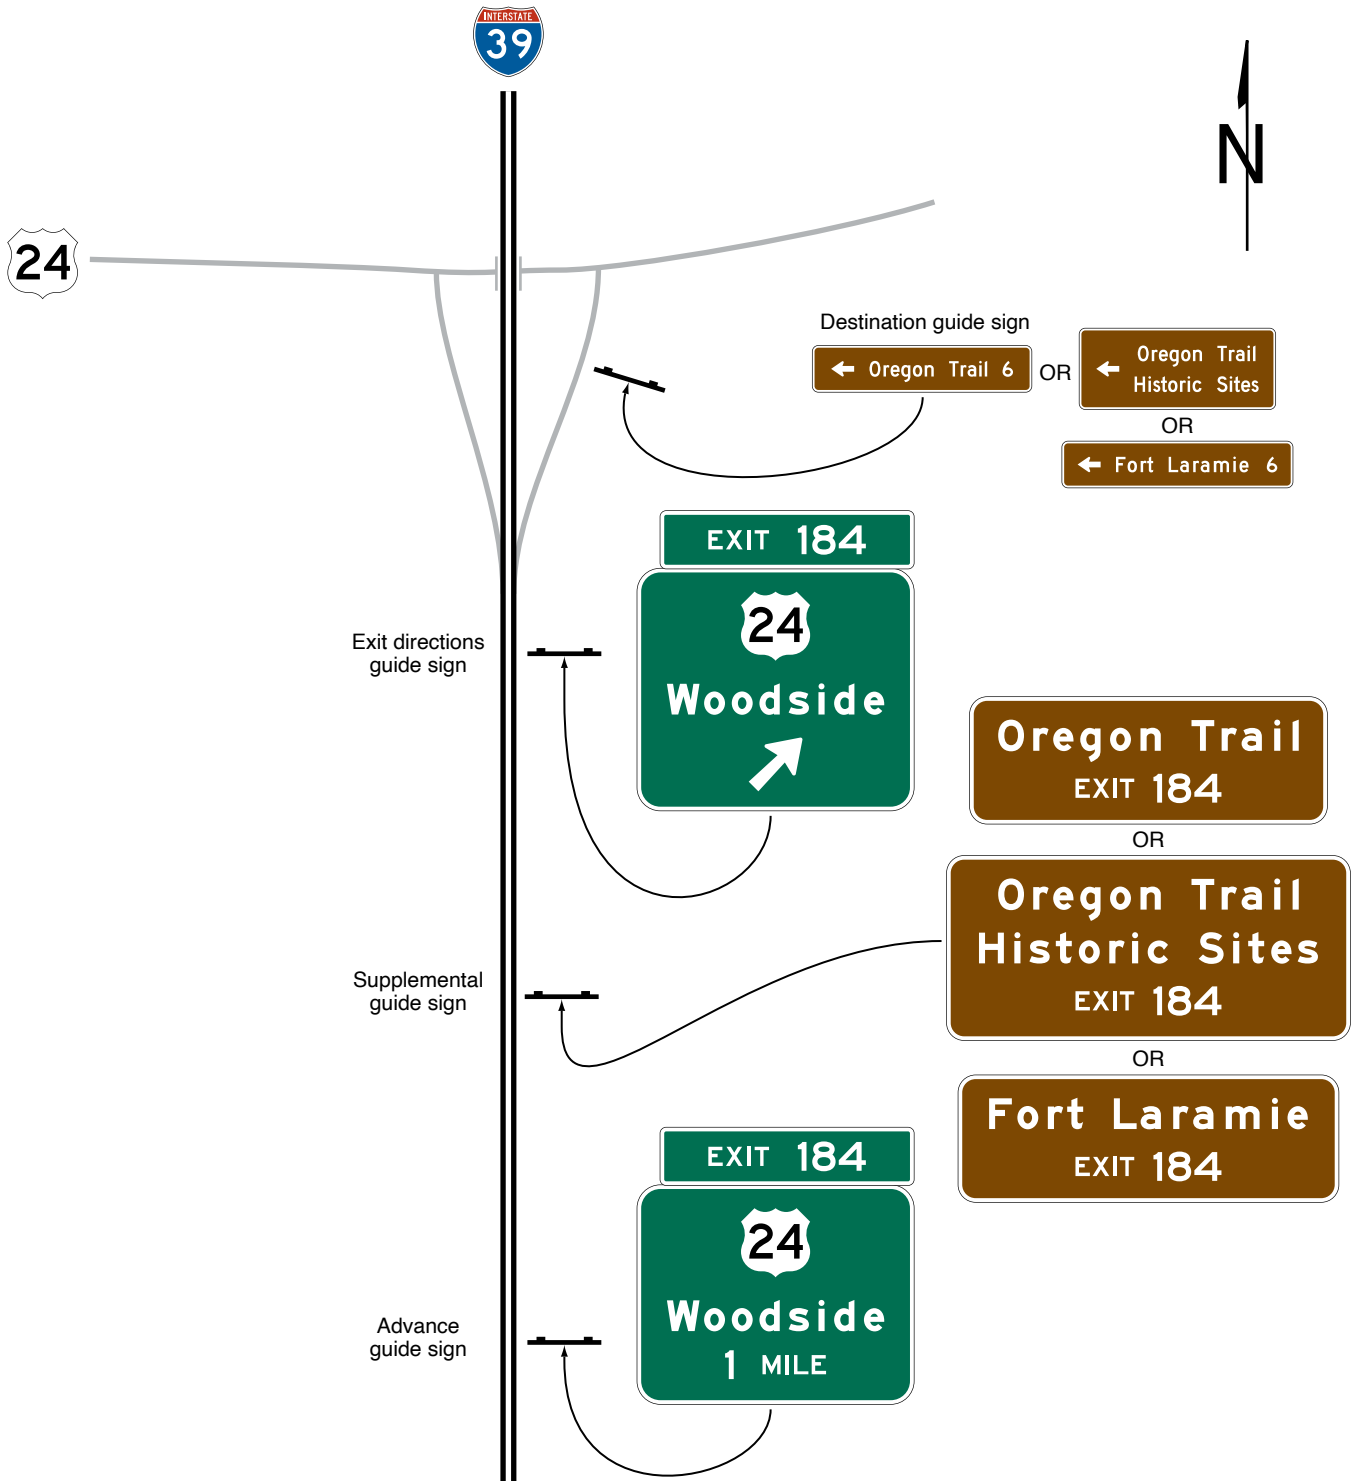 INTERSTATE
39
N
24
Destination guide sign
Oregon Trail 6
OR
Oregon Trail
Historic Sites
OR
Fort Laramie 6
EXIT 184
24
Woodside
Exit directions
guide sign
Oregon Trail
EXIT 184
OR
Oregon Trail
Historic Sites
EXIT 184
Supplemental
guide sign
OR
Fort Laramie
EXIT 184
EXIT 184
24
Woodside
1 MILE
Advance
guide sign